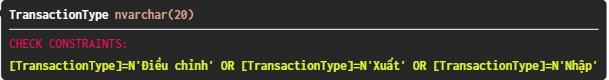 TransactionType nvarchar(20)
CHECK CONSTRAINTS:
[TransactionType]=N'Điều chỉnh' OR [TransactionType]=N'Xuất' OR [TransactionType]=N'Nhập'